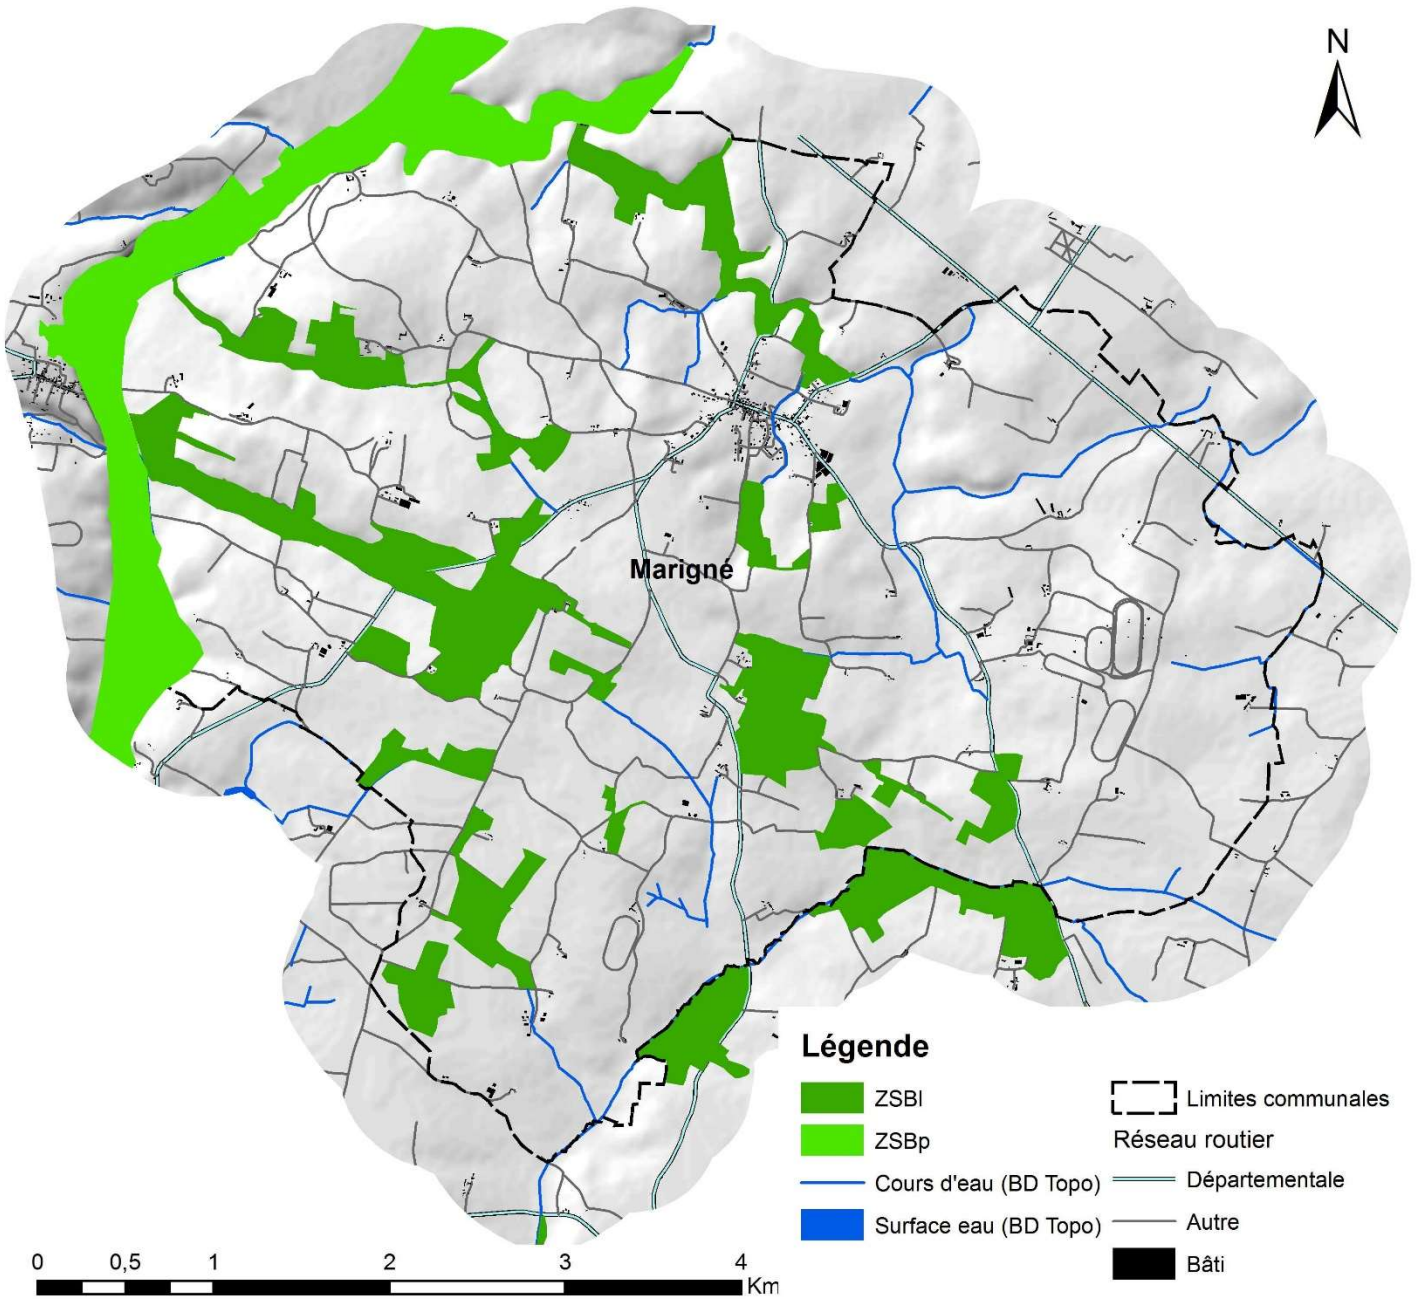 N
Marigné
Légende
ZSBl
ZSBp
Cours d'eau (BD Topo)
Surface eau (BD Topo)
Limites communales
Réseau routier
Départementale
Autre
Bâti
0 0,5 1 2 3 4
Km